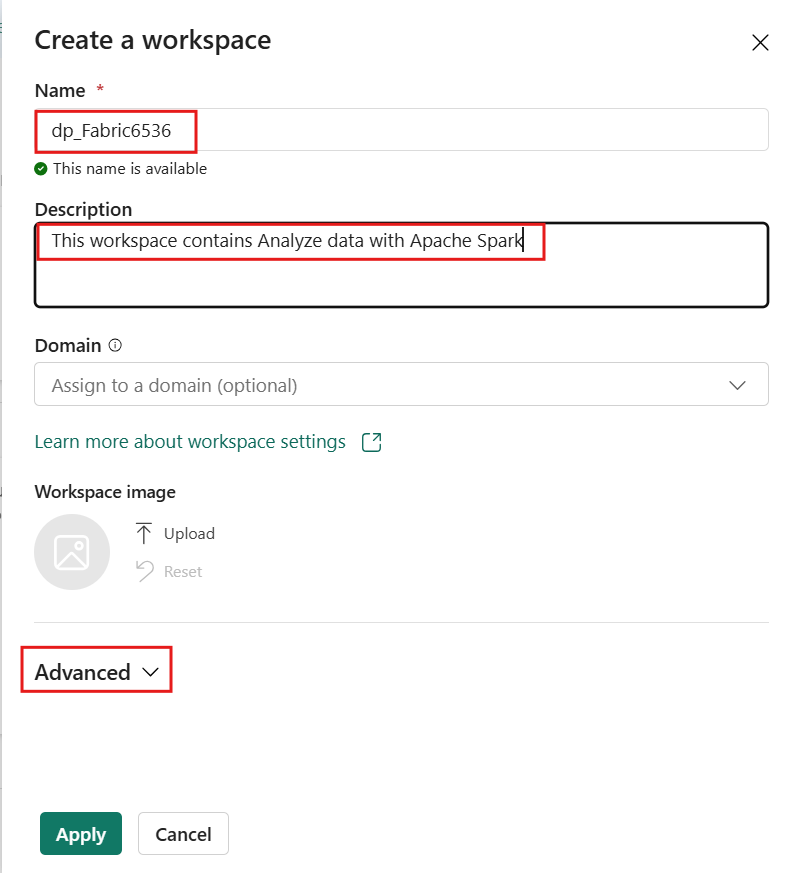 Create a workspace
Name *
dp_Fabric6536
This name is available
Description
This workspace contains Analyze data with Apache Spark
Domain
Assign to a domain (optional)
Learn more about workspace settings
Workspace image
Upload
Reset
Advanced
Apply Cancel